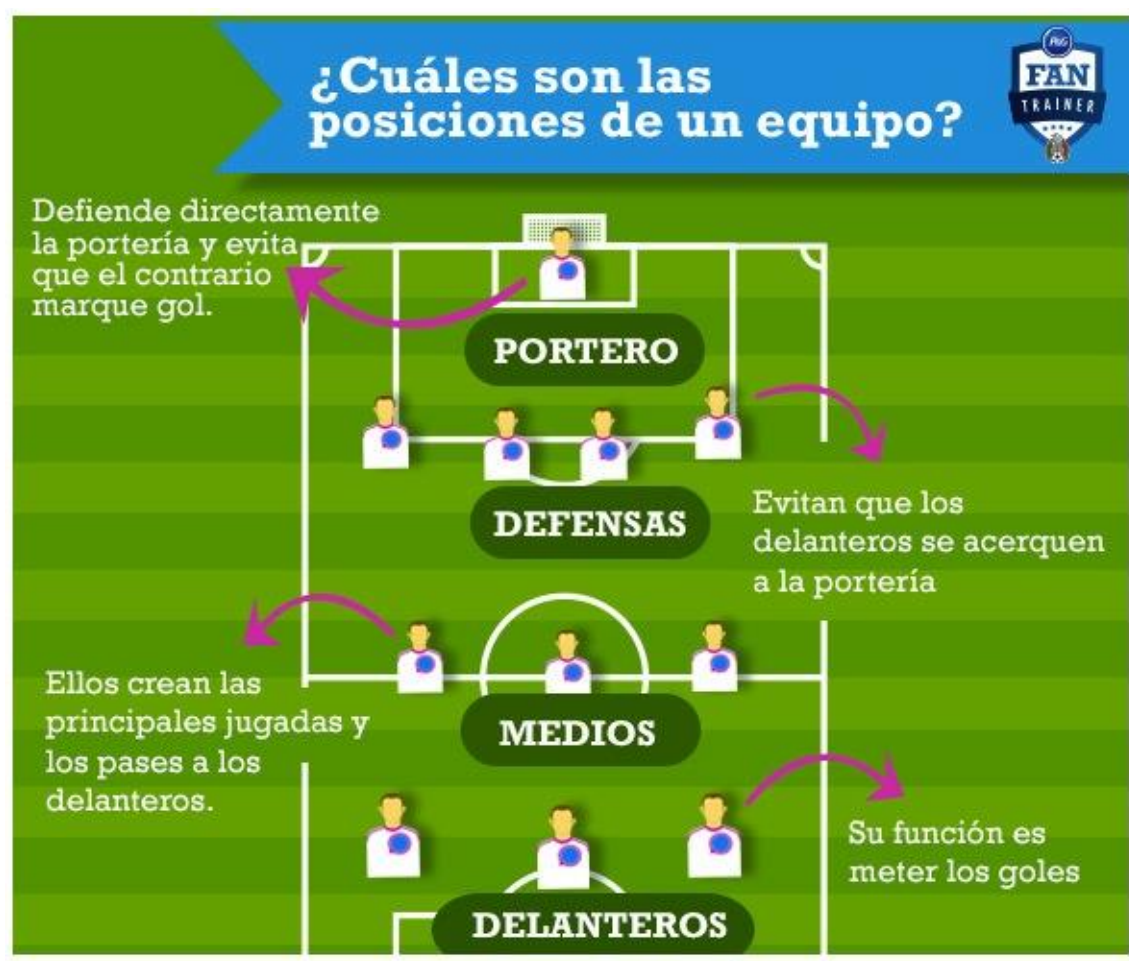 ¿Cuáles son las
posiciones de un equipo?
P&G
FAN
TRAINER
Defiende directamente
la portería y evita
que el contrario
marque gol.
PORTERO
DEFENSAS
Evitan que los
delanteros se acerquen
a la portería
Ellos crean las
principales jugadas y
los pases a los
delanteros.
MEDIOS
Su función es
meter los goles
DELANTEROS